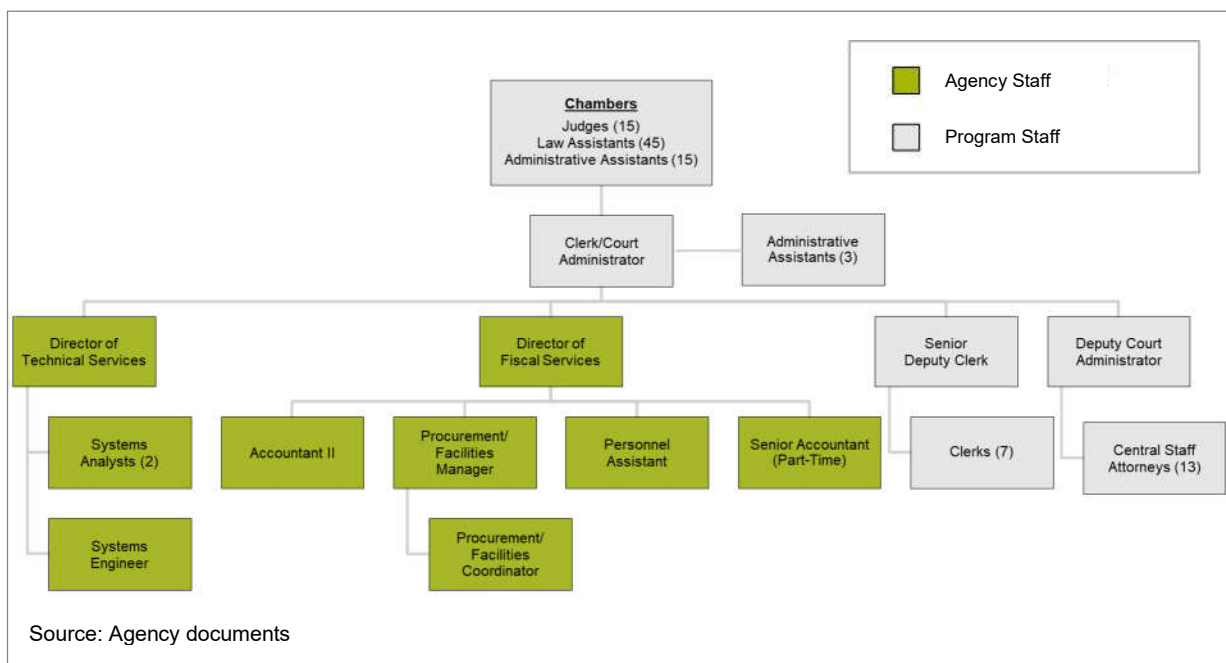 Agency Staff
Program Staff
Chambers
Judges (15)
Law Assistants (45)
Administrative Assistants (15)
Clerk/Court
Administrator
Administrative
Assistants (3)
Director of
Technical Services
Director of
Fiscal Services
Senior
Deputy Clerk
Deputy Court
Administrator
Systems
Analysts (2)
Accountant II
Procurement/
Facilities
Manager
Personnel
Assistant
Senior Accountant
(Part-Time)
Clerks (7)
Central Staff
Attorneys (13)
Systems
Engineer
Procurement/
Facilities
Coordinator
Source: Agency documents